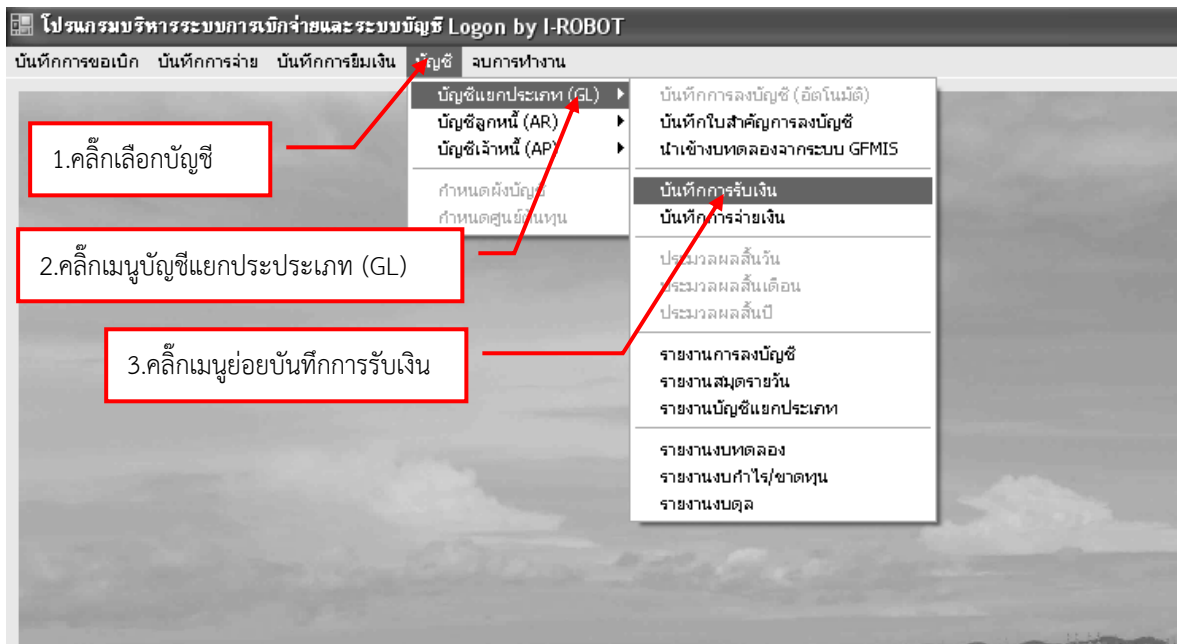 โปรแกรมบริหารระบบการเบิกจ่ายและระบบบัญชี Logon by I-ROBOT
บันทึกการขอเบิก บันทึกการจ่าย บันทึกการยืมเงิน บัญชี จบการทำงาน
บัญชีแยกประเภท (GL)
บัญชีลูกหนี้ (AR)
บัญชีเจ้าหนี้ (AP)
กำหนดผังบัญชี
กำหนดศูนย์ต้นทุน
บันทึกการลงบัญชี (อัตโนมัติ)
บันทึกใบสำคัญการลงบัญชี
นำเข้างบทดลองจากระบบ GFMIS
บันทึกการรับเงิน
บันทึกการจ่ายเงิน
ประมวลผลสิ้นวัน
ประมวลผลสิ้นเดือน
ประมวลผลสิ้นปี
รายงานการลงบัญชี
รายงานสมุดรายวัน
รายงานบัญชีแยกประเภท
รายงานงบทดลอง
รายงานงบกำไร/ขาดทุน
รายงานงบดุล
1.คลิ๊กเลือกบัญชี
2.คลิ๊กเมนูบัญชีแยกประประเภท (GL)
3.คลิ๊กเมนูย่อยบันทึกการรับเงิน